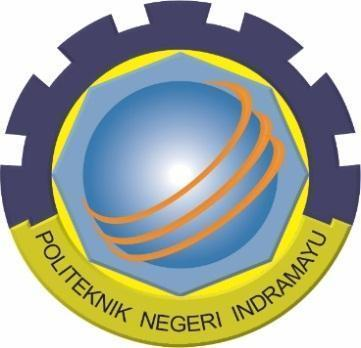 POLITEKNIK NEGERI INDRAMAYU